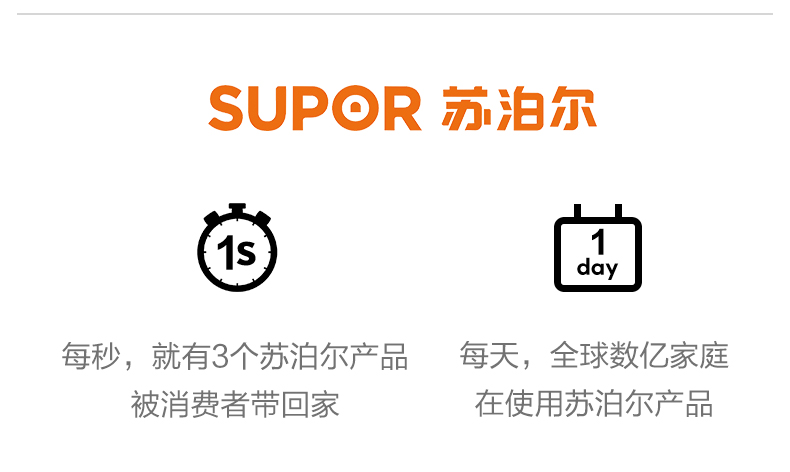 SUPOR 苏泊尔
1s
1
day
每秒，就有3个苏泊尔产品
被消费者带回家
每天，全球数亿家庭
在使用苏泊尔产品